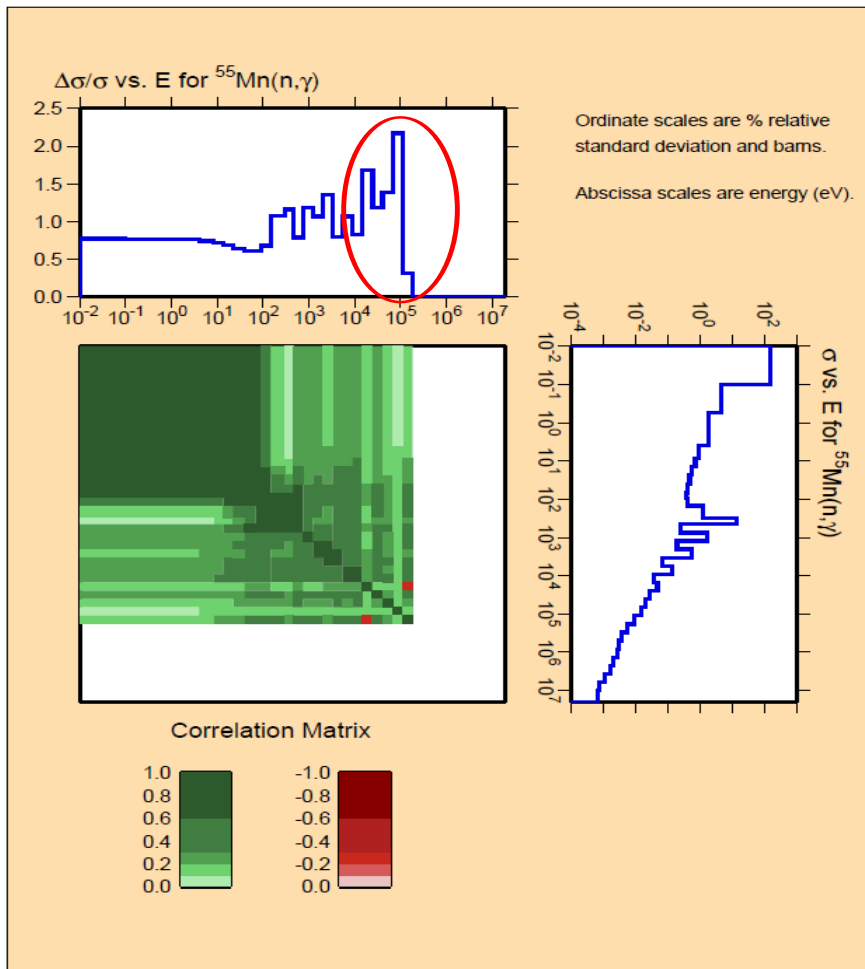 Δσ/σ vs. E for ⁵⁵Mn(n,γ)
2.5
2.0
1.5
1.0
0.5
0.0
10⁻² 10⁻¹ 10⁰ 10¹ 10² 10³ 10⁴ 10⁵ 10⁶ 10⁷
Ordinate scales are % relative
standard deviation and barns.
Abscissa scales are energy (eV).
10⁻⁴ 10⁻² 10⁰ 10²
10⁻² 10⁻¹ 10⁰ 10¹ 10² 10³ 10⁴ 10⁵ 10⁶ 10⁷
σ vs. E for ⁵⁵Mn(n,γ)
Correlation Matrix
1.0
0.8
0.6
0.4
0.2
0.0
-1.0
-0.8
-0.6
-0.4
-0.2
0.0